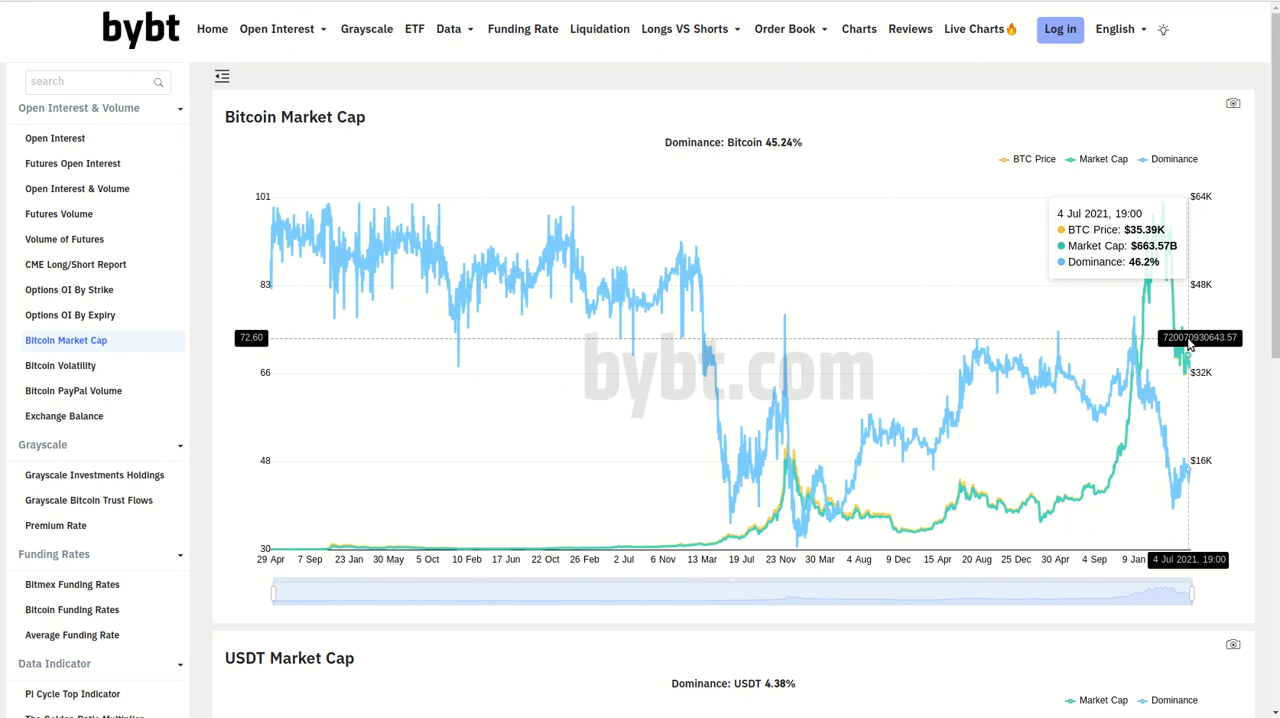 bybt
Home Open Interest Grayscale ETF Data Funding Rate Liquidation Longs VS Shorts Order Book Charts Reviews Live Charts🔥 Log in English
search
Open Interest & Volume
Open Interest
Futures Open Interest
Open Interest & Volume
Futures Volume
Volume of Futures
CME Long/Short Report
Options OI By Strike
Options OI By Expiry
Bitcoin Market Cap
Bitcoin Volatility
Bitcoin PayPal Volume
Exchange Balance
Grayscale
Grayscale Investments Holdings
Grayscale Bitcoin Trust Flows
Premium Rate
Funding Rates
Bitmex Funding Rates
Bitcoin Funding Rates
Average Funding Rate
Data Indicator
PI Cycle Top Indicator
Bitcoin Market Cap
Dominance: Bitcoin 45.24%
BTC Price Market Cap Dominance
101 $64K
4 Jul 2021, 19:00
BTC Price: $35.39K
Market Cap: $663.57B
Dominance: 46.2%
83 $48K
72.60 720070930643.57
bybt.com
66 $32K
48 $16K
30
29 Apr 7 Sep 23 Jan 30 May 5 Oct 10 Feb 17 Jun 22 Oct 26 Feb 2 Jul 6 Nov 13 Mar 19 Jul 23 Nov 30 Mar 4 Aug 9 Dec 15 Apr 20 Aug 25 Dec 30 Apr 4 Sep 9 Jan 4 Jul 2021, 19:00
USDT Market Cap
Dominance: USDT 4.38%
Market Cap Dominance